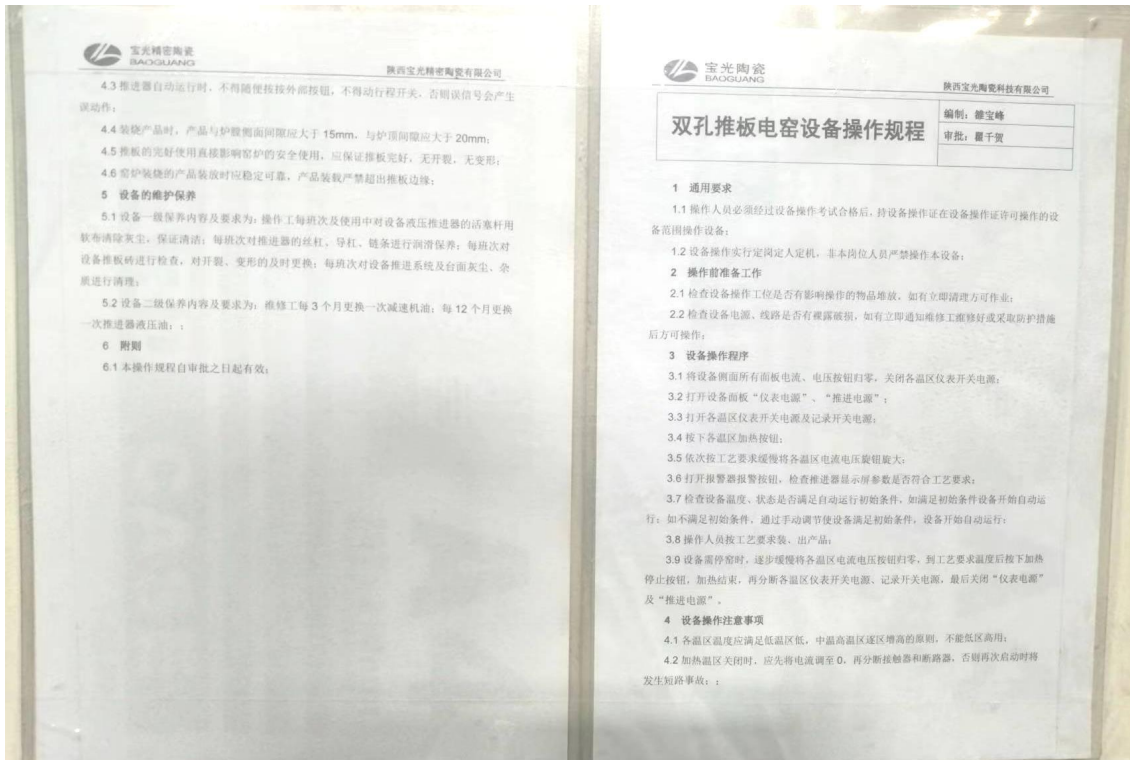 宝光精密陶瓷
BAOGUANG
陕西宝光精密陶瓷有限公司
4.3 推进器自动运行时，不得随便按按外部按钮，不得动行程开关，否则误信号会产生
误动作；
4.4 装烧产品时，产品与炉膛侧面间隙应大于 15mm，与炉顶间隙应大于 20mm；
4.5 推板的完好使用直接影响窑炉的安全使用，应保证推板完好，无开裂，无变形；
4.6 窑炉装烧的产品装放时应稳定可靠，产品装载严禁超出推板边缘；
5 设备的维护保养
5.1 设备一级保养内容及要求为：操作工每班次及使用中对设备液压推进器的活塞杆用
软布清除灰尘，保证清洁；每班次对推进器的丝杠、导杠、链条进行润滑保养；每班次对
设备推板砖进行检查，对开裂、变形的及时更换；每班次对设备推进系统及台面灰尘、杂
质进行清理；
5.2 设备二级保养内容及要求为：维修工每 3 个月更换一次减速机油；每 12 个月更换
一次推进器液压油；；
6 附则
6.1 本操作规程自审批之日起有效；
宝光陶瓷
BAOGUANG
陕西宝光陶瓷科技有限公司
双孔推板电窑设备操作规程
编制：雒宝峰
审批：瞿千贺
1 通用要求
1.1 操作人员必须经过设备操作考试合格后，持设备操作证在设备操作证许可操作的设
备范围操作设备；
1.2 设备操作实行定岗定人定机，非本岗位人员严禁操作本设备；
2 操作前准备工作
2.1 检查设备操作工位是否有影响操作的物品堆放，如有立即清理方可作业；
2.2 检查设备电源、线路是否有裸露破损，如有立即通知维修工维修好或采取防护措施
后方可操作；
3 设备操作程序
3.1 将设备侧面所有面板电流、电压按钮归零，关闭各温区仪表开关电源；
3.2 打开设备面板“仪表电源”、“推进电源”；
3.3 打开各温区仪表开关电源及记录开关电源；
3.4 按下各温区加热按钮；
3.5 依次按工艺要求缓慢将各温区电流电压旋钮旋大；
3.6 打开报警器报警按钮，检查推进器显示屏参数是否符合工艺要求；
3.7 检查设备温度、状态是否满足自动运行初始条件，如满足初始条件设备开始自动运
行；如不满足初始条件，通过手动调节使设备满足初始条件，设备开始自动运行；
3.8 操作人员按工艺要求装、出产品；
3.9 设备需停窑时，逐步缓慢将各温区电流电压按钮归零，到工艺要求温度后按下加热
停止按钮，加热结束，再分断各温区仪表开关电源、记录开关电源，最后关闭“仪表电源”
及“推进电源”。
4 设备操作注意事项
4.1 各温区温度应满足低温区低，中温高温区逐区增高的原则，不能低区高用；
4.2 加热温区关闭时，应先将电流调至 0，再分断接触器和断路器，否则再次启动时将
发生短路事故；；